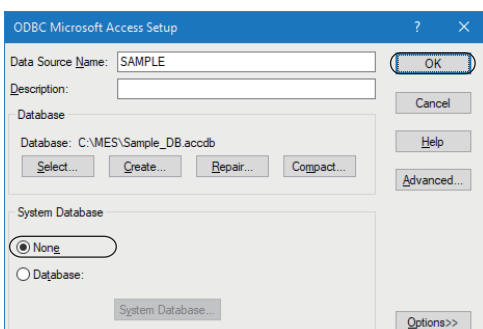 ODBC Microsoft Access Setup ? ×
Data Source Name: SAMPLE OK
Description:
Cancel
Database
Database: C:\MES\Sample_DB.accdb Help
Select... Create... Repair... Compact...
Advanced...
System Database
None
Database:
System Database...
Options>>